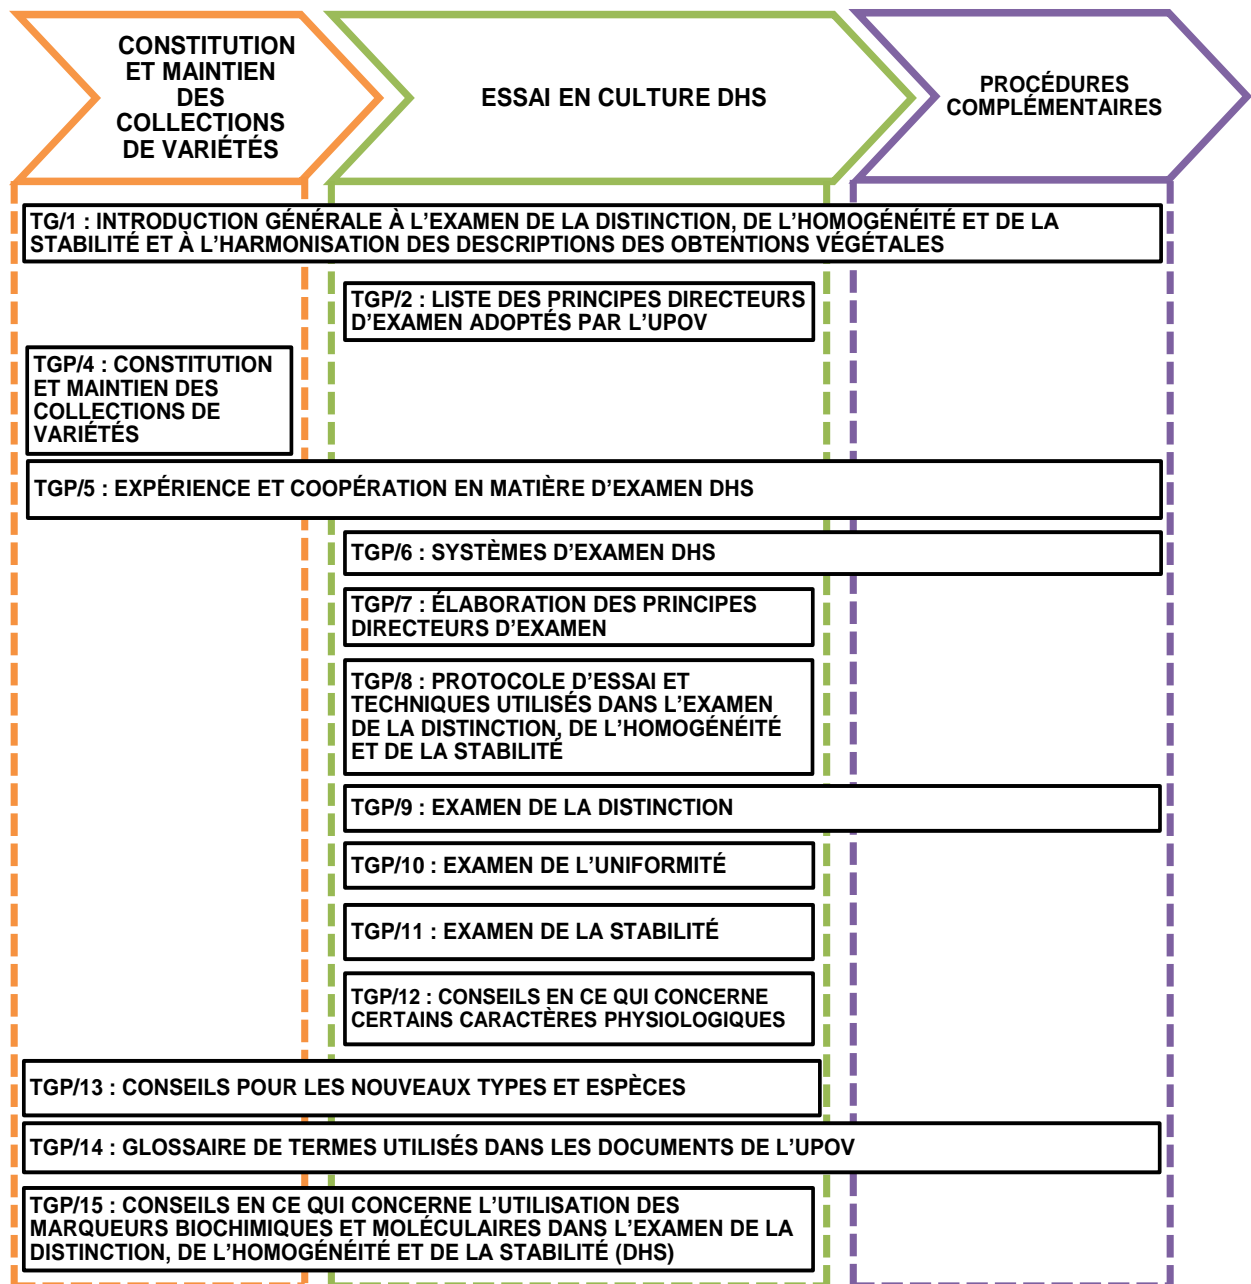 CONSTITUTION
ET MAINTIEN
DES
COLLECTIONS
DE VARIÉTÉS
ESSAI EN CULTURE DHS
PROCÉDURES
COMPLÉMENTAIRES
TG/1 : INTRODUCTION GÉNÉRALE À L’EXAMEN DE LA DISTINCTION, DE L’HOMOGÉNÉITÉ ET DE LA
STABILITÉ ET À L’HARMONISATION DES DESCRIPTIONS DES OBTENTIONS VÉGÉTALES
TGP/2 : LISTE DES PRINCIPES DIRECTEURS
D’EXAMEN ADOPTÉS PAR L’UPOV
TGP/4 : CONSTITUTION
ET MAINTIEN DES
COLLECTIONS DE
VARIÉTÉS
TGP/5 : EXPÉRIENCE ET COOPÉRATION EN MATIÈRE D’EXAMEN DHS
TGP/6 : SYSTÈMES D’EXAMEN DHS
TGP/7 : ÉLABORATION DES PRINCIPES
DIRECTEURS D’EXAMEN
TGP/8 : PROTOCOLE D’ESSAI ET
TECHNIQUES UTILISÉS DANS L’EXAMEN
DE LA DISTINCTION, DE L’HOMOGÉNÉITÉ
ET DE LA STABILITÉ
TGP/9 : EXAMEN DE LA DISTINCTION
TGP/10 : EXAMEN DE L’UNIFORMITÉ
TGP/11 : EXAMEN DE LA STABILITÉ
TGP/12 : CONSEILS EN CE QUI CONCERNE
CERTAINS CARACTÈRES PHYSIOLOGIQUES
TGP/13 : CONSEILS POUR LES NOUVEAUX TYPES ET ESPÈCES
TGP/14 : GLOSSAIRE DE TERMES UTILISÉS DANS LES DOCUMENTS DE L’UPOV
TGP/15 : CONSEILS EN CE QUI CONCERNE L’UTILISATION DES
MARQUEURS BIOCHIMIQUES ET MOLÉCULAIRES DANS L’EXAMEN DE LA
DISTINCTION, DE L’HOMOGÉNÉITÉ ET DE LA STABILITÉ (DHS)